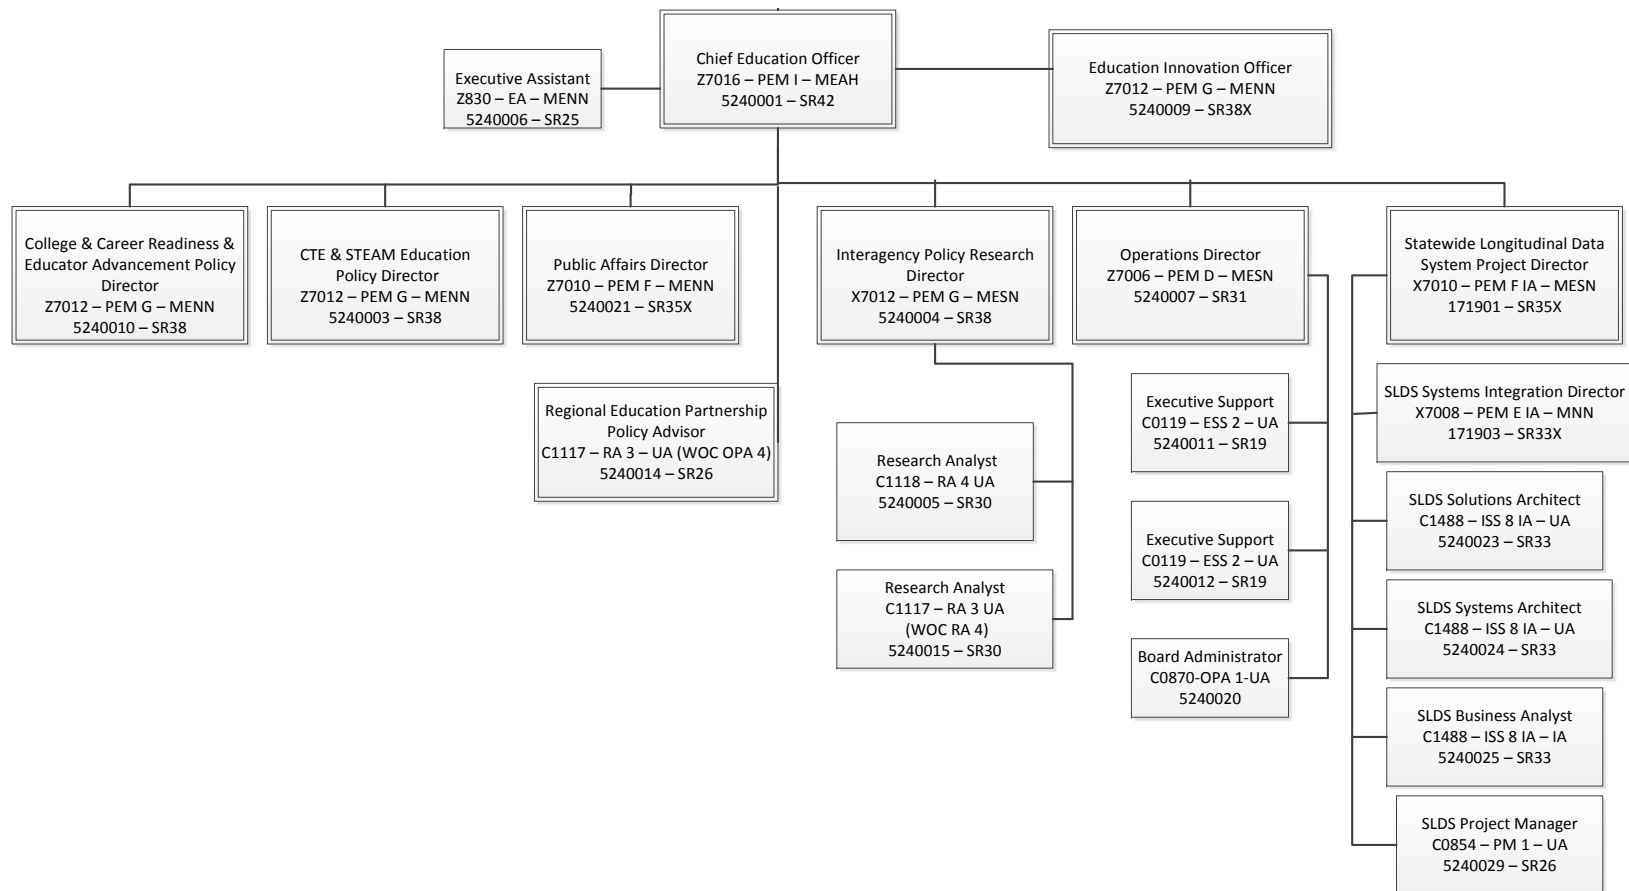 Chief Education Officer
Z7016 – PEM I – MEAH
5240001 – SR42
Executive Assistant
Z830 – EA – MENN
5240006 – SR25
Education Innovation Officer
Z7012 – PEM G – MENN
5240009 – SR38X
College & Career Readiness &
Educator Advancement Policy
Director
Z7012 – PEM G – MENN
5240010 – SR38
CTE & STEAM Education
Policy Director
Z7012 – PEM G – MENN
5240003 – SR38
Public Affairs Director
Z7010 – PEM F – MENN
5240021 – SR35X
Interagency Policy Research
Director
X7012 – PEM G – MESN
5240004 – SR38
Operations Director
Z7006 – PEM D – MESN
5240007 – SR31
Statewide Longitudinal Data
System Project Director
X7010 – PEM F IA – MESN
171901 – SR35X
Regional Education Partnership
Policy Advisor
C1117 – RA 3 – UA (WOC OPA 4)
5240014 – SR26
Research Analyst
C1118 – RA 4 UA
5240005 – SR30
Research Analyst
C1117 – RA 3 UA
(WOC RA 4)
5240015 – SR30
Executive Support
C0119 – ESS 2 – UA
5240011 – SR19
Executive Support
C0119 – ESS 2 – UA
5240012 – SR19
Board Administrator
C0870-OPA 1-UA
5240020
SLDS Systems Integration Director
X7008 – PEM E IA – MNN
171903 – SR33X
SLDS Solutions Architect
C1488 – ISS 8 IA – UA
5240023 – SR33
SLDS Systems Architect
C1488 – ISS 8 IA – UA
5240024 – SR33
SLDS Business Analyst
C1488 – ISS 8 IA – IA
5240025 – SR33
SLDS Project Manager
C0854 – PM 1 – UA
5240029 – SR26